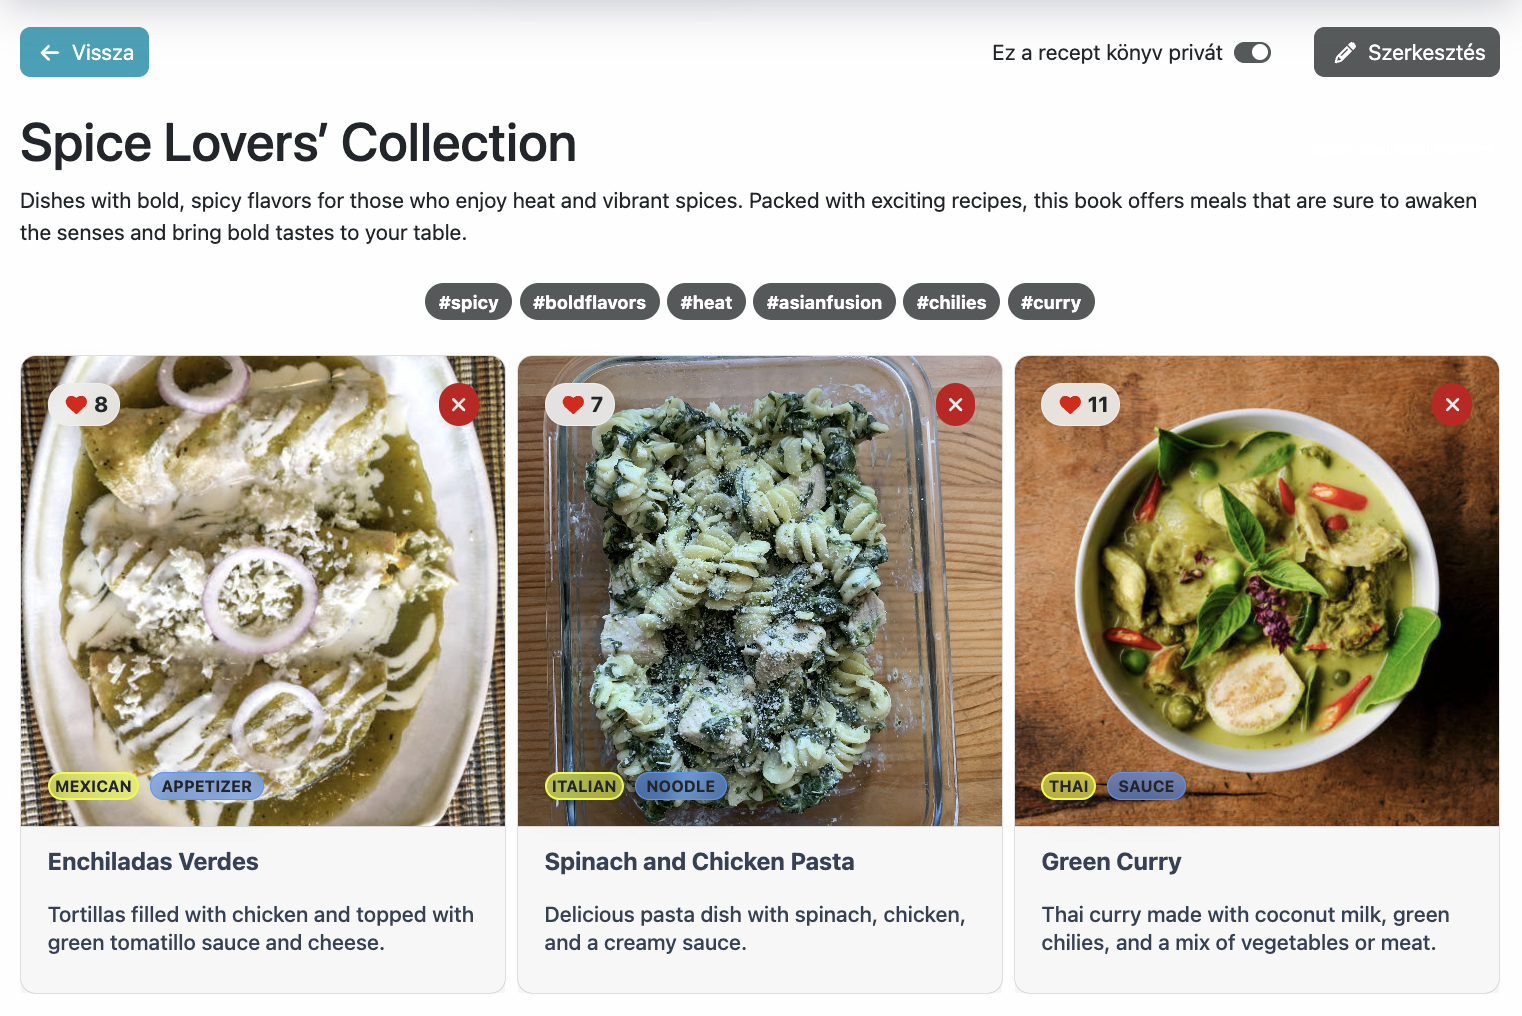 Vissza
Ez a recept könyv privát
Szerkesztés
Spice Lovers’ Collection
Dishes with bold, spicy flavors for those who enjoy heat and vibrant spices. Packed with exciting recipes, this book offers meals that are sure to awaken
the senses and bring bold tastes to your table.
#spicy #boldflavors #heat #asianfusion #chilies #curry
8
MEXICAN APPETIZER
Enchiladas Verdes
Tortillas filled with chicken and topped with
green tomatillo sauce and cheese.
7
ITALIAN NOODLE
Spinach and Chicken Pasta
Delicious pasta dish with spinach, chicken,
and a creamy sauce.
11
THAI SAUCE
Green Curry
Thai curry made with coconut milk, green
chilies, and a mix of vegetables or meat.